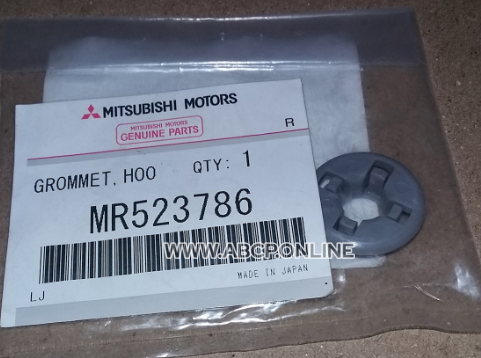 MITSUBISHI MOTORS
MITSUBISHI MOTORS
GENUINE PARTS
R
GROMMET, HOO QTY: 1
MR523786
WWW.ABCPONLINE
MADE IN JAPAN
LJ